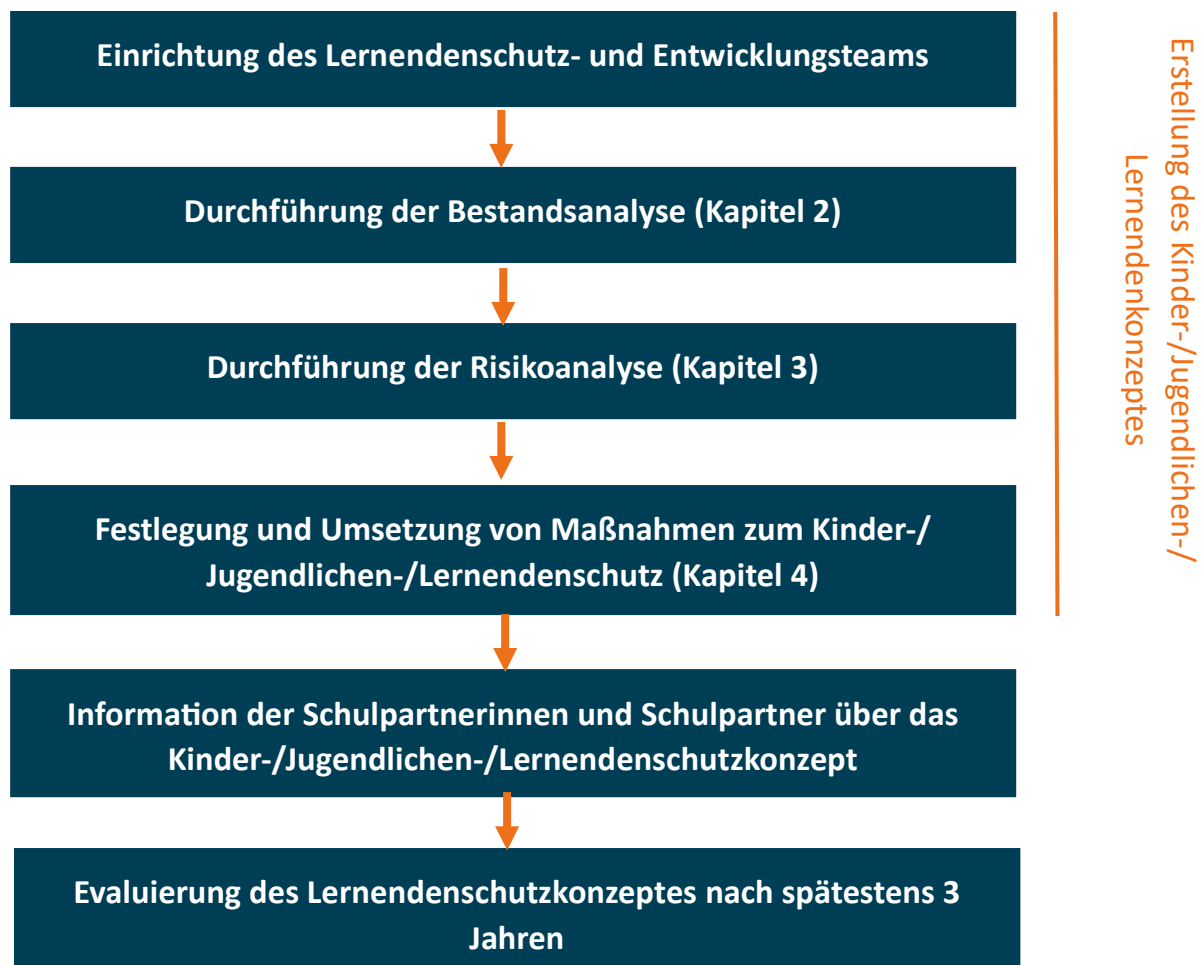 Einrichtung des Lernendenschutz- und Entwicklungsteams
Durchführung der Bestandsanalyse (Kapitel 2)
Durchführung der Risikoanalyse (Kapitel 3)
Festlegung und Umsetzung von Maßnahmen zum Kinder-/
Jugendlichen-/Lernendenschutz (Kapitel 4)
Information der Schulpartnerinnen und Schulpartner über das
Kinder-/Jugendlichen-/Lernendenschutzkonzept
Evaluierung des Lernendenschutzkonzeptes nach spätestens 3
Jahren
Erstellung des Kinder-/Jugendlichen-/
Lernendenkonzeptes